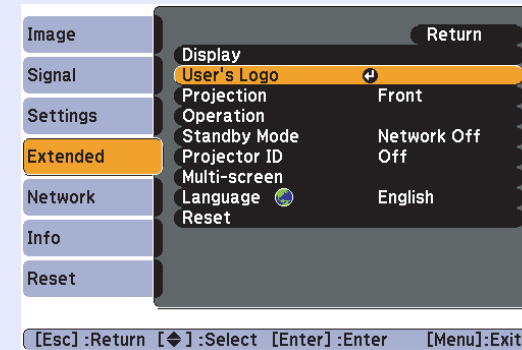 Image
Signal
Settings
Extended
Network
Info
Reset
Return
Display
User's Logo
Projection Front
Operation
Standby Mode Network Off
Projector ID Off
Multi-screen
Language English
Reset
[Esc] :Return [◆] :Select [Enter] :Enter [Menu]:Exit